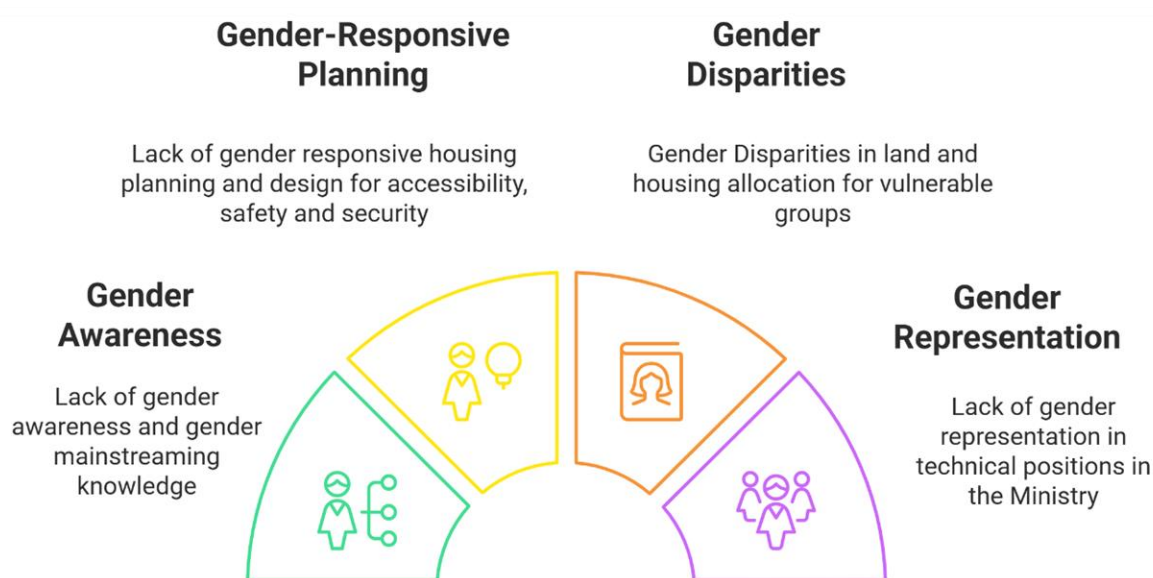 Gender-Responsive
Planning
Lack of gender responsive housing
planning and design for accessibility,
safety and security
Gender
Disparities
Gender Disparities in land and
housing allocation for vulnerable
groups
Gender
Awareness
Lack of gender
awareness and gender
mainstreaming
knowledge
Gender
Representation
Lack of gender
representation in
technical positions in
the Ministry